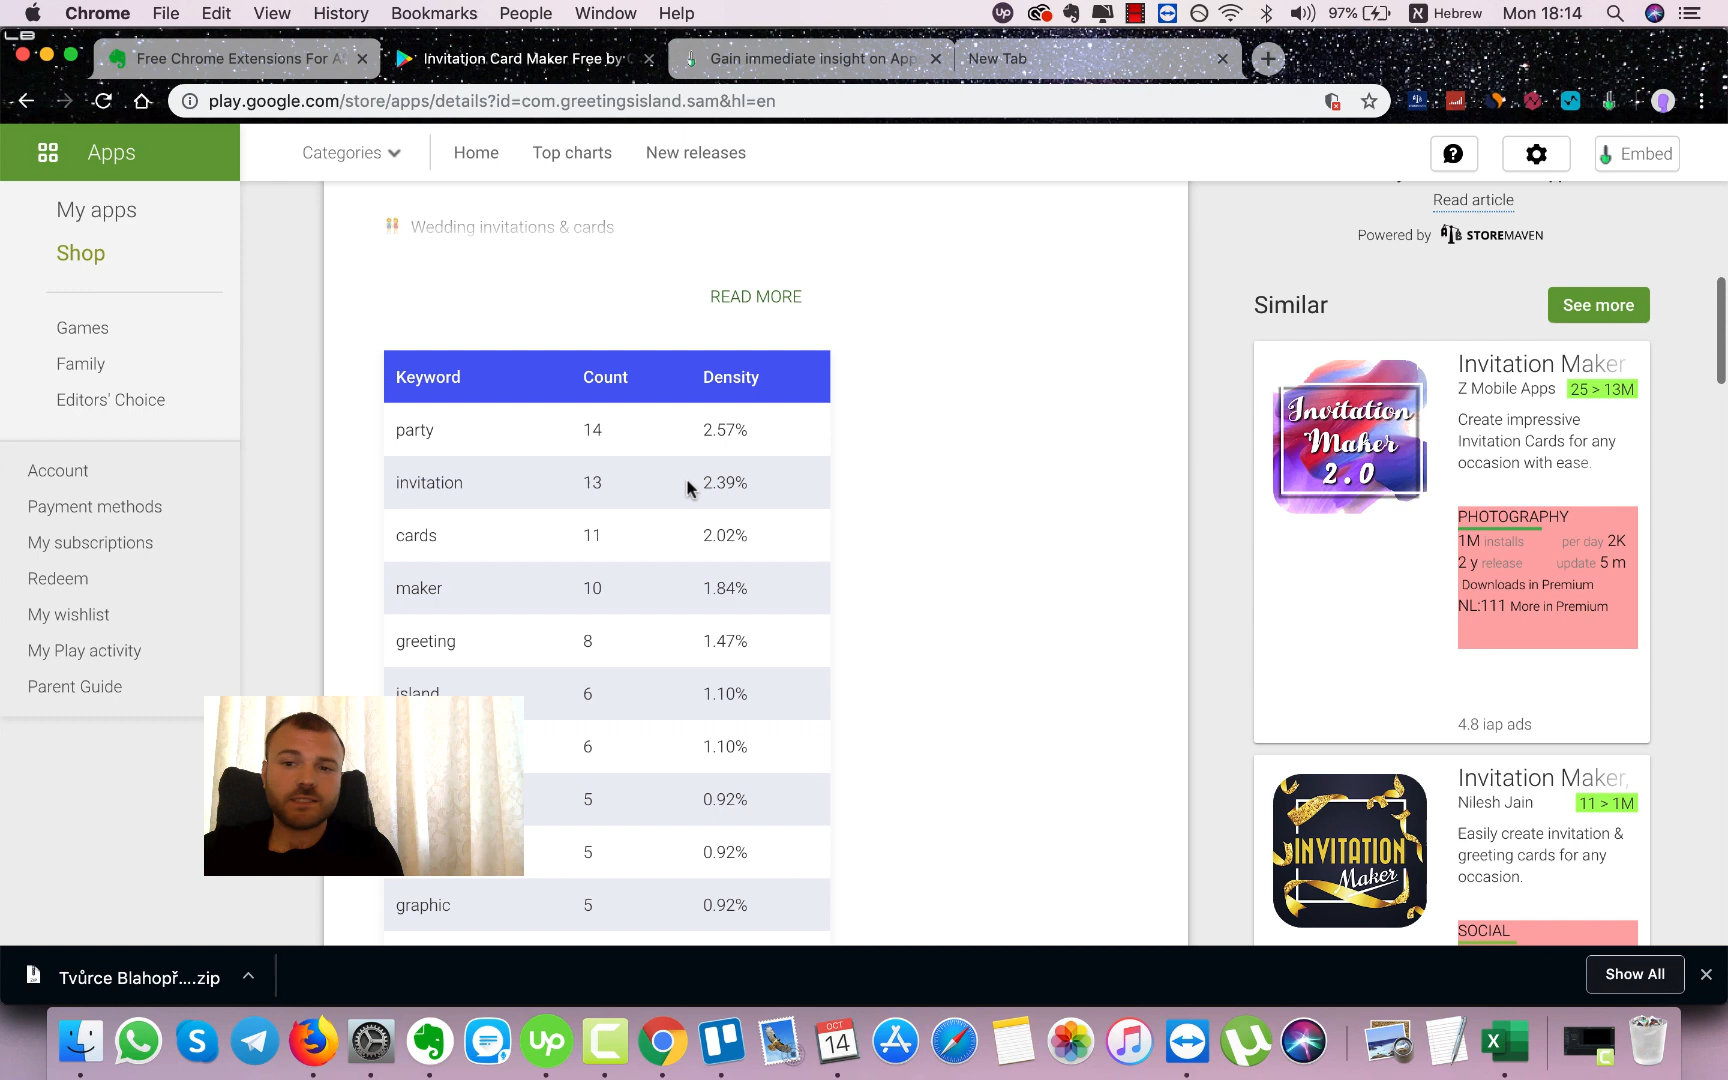 Chrome File Edit View History Bookmarks People Window Help 97% Hebrew Mon 18:14
Free Chrome Extensions For A
Invitation Card Maker Free by
Gain immediate insight on App
New Tab
play.google.com/store/apps/details?id=com.greetingsisland.sam&hl=en
Apps
Categories Home Top charts New releases
Embed
My apps
Shop
Games
Family
Editors' Choice
Account
Payment methods
My subscriptions
Redeem
My wishlist
My Play activity
Parent Guide
Wedding invitations & cards
READ MORE
Keyword Count Density
party 14 2.57%
invitation 13 2.39%
cards 11 2.02%
maker 10 1.84%
greeting 8 1.47%
island 6 1.10%
6 1.10%
5 0.92%
5 0.92%
graphic 5 0.92%
Read article
Powered by STOREMAVEN
Similar
See more
Invitation Maker 2.0
Invitation Maker
Z Mobile Apps 25 > 13M
Create impressive
Invitation Cards for any
occasion with ease.
PHOTOGRAPHY
1M installs per day 2K
2 y release update 5 m
Downloads in Premium
NL:111 More in Premium
4.8 iap ads
INVITATION
Maker
Invitation Maker,
Nilesh Jain 11 > 1M
Easily create invitation &
greeting cards for any
occasion.
SOCIAL
Tvůrce Blahopř....zip
Show All
OCT
14
up